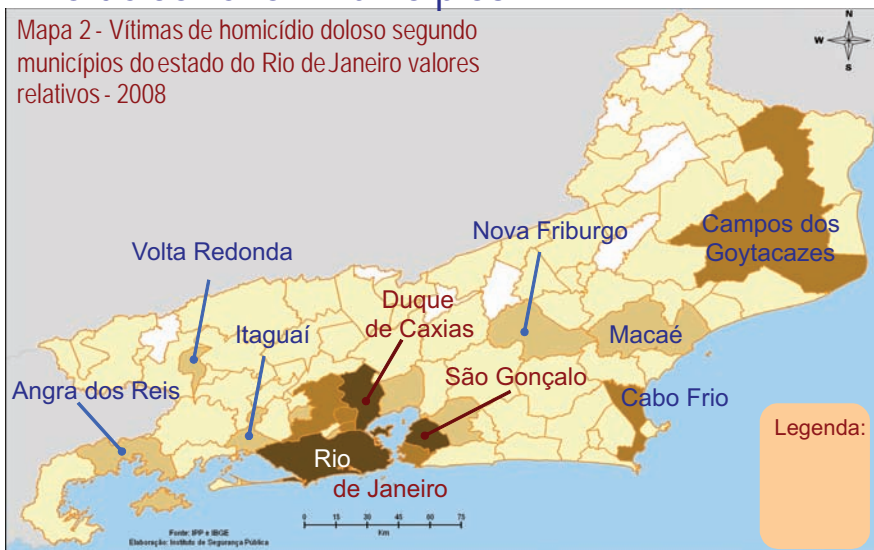 Mapa 2 - Vítimas de homicídio doloso segundo
municípios do estado do Rio de Janeiro valores
relativos - 2008
N
W
S
Nova Friburgo
Campos dos
Goytacazes
Volta Redonda
Duque
de Caxias
Itaguaí
Macaé
São Gonçalo
Angra dos Reis
Cabo Frio
Legenda:
Rio
de Janeiro
0 15 30 45 60 75
Km
Fonte: IPP e IBGE
Elaboração: Instituto de Segurança Pública